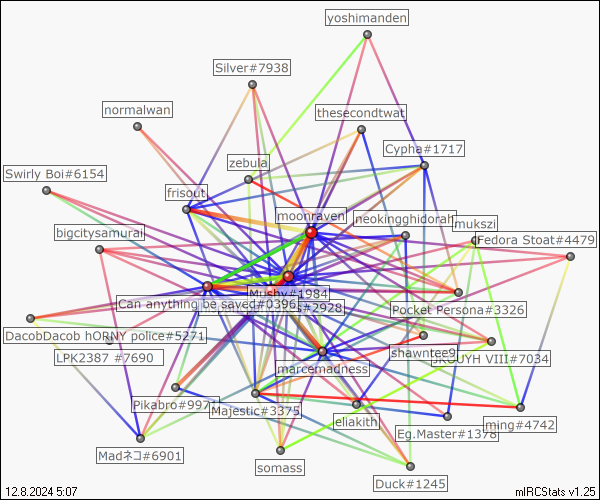 yoshimanden
Silver#7938
normalwan
thesecondtwat
Cypha#1717
zebula
Swirly Boi#6154
frisout
moonraven
neokingghidorah
mukszi
bigcitysamurai
Fedora Stoat#4479
Mushy#1984
Can anything be saved#0396
#2928
Pocket Persona#3326
DacobDacob hORNY police#5271
LPK2387 #7690
shawntee9
VIII#7034
marcemadness
Pikabro#997
Majestic#3375
eliakith
Eg.Master#1378
ming#4742
Madネコ#6901
somass
Duck#1245
12.8.2024 5:07
mIRCStats v1.25